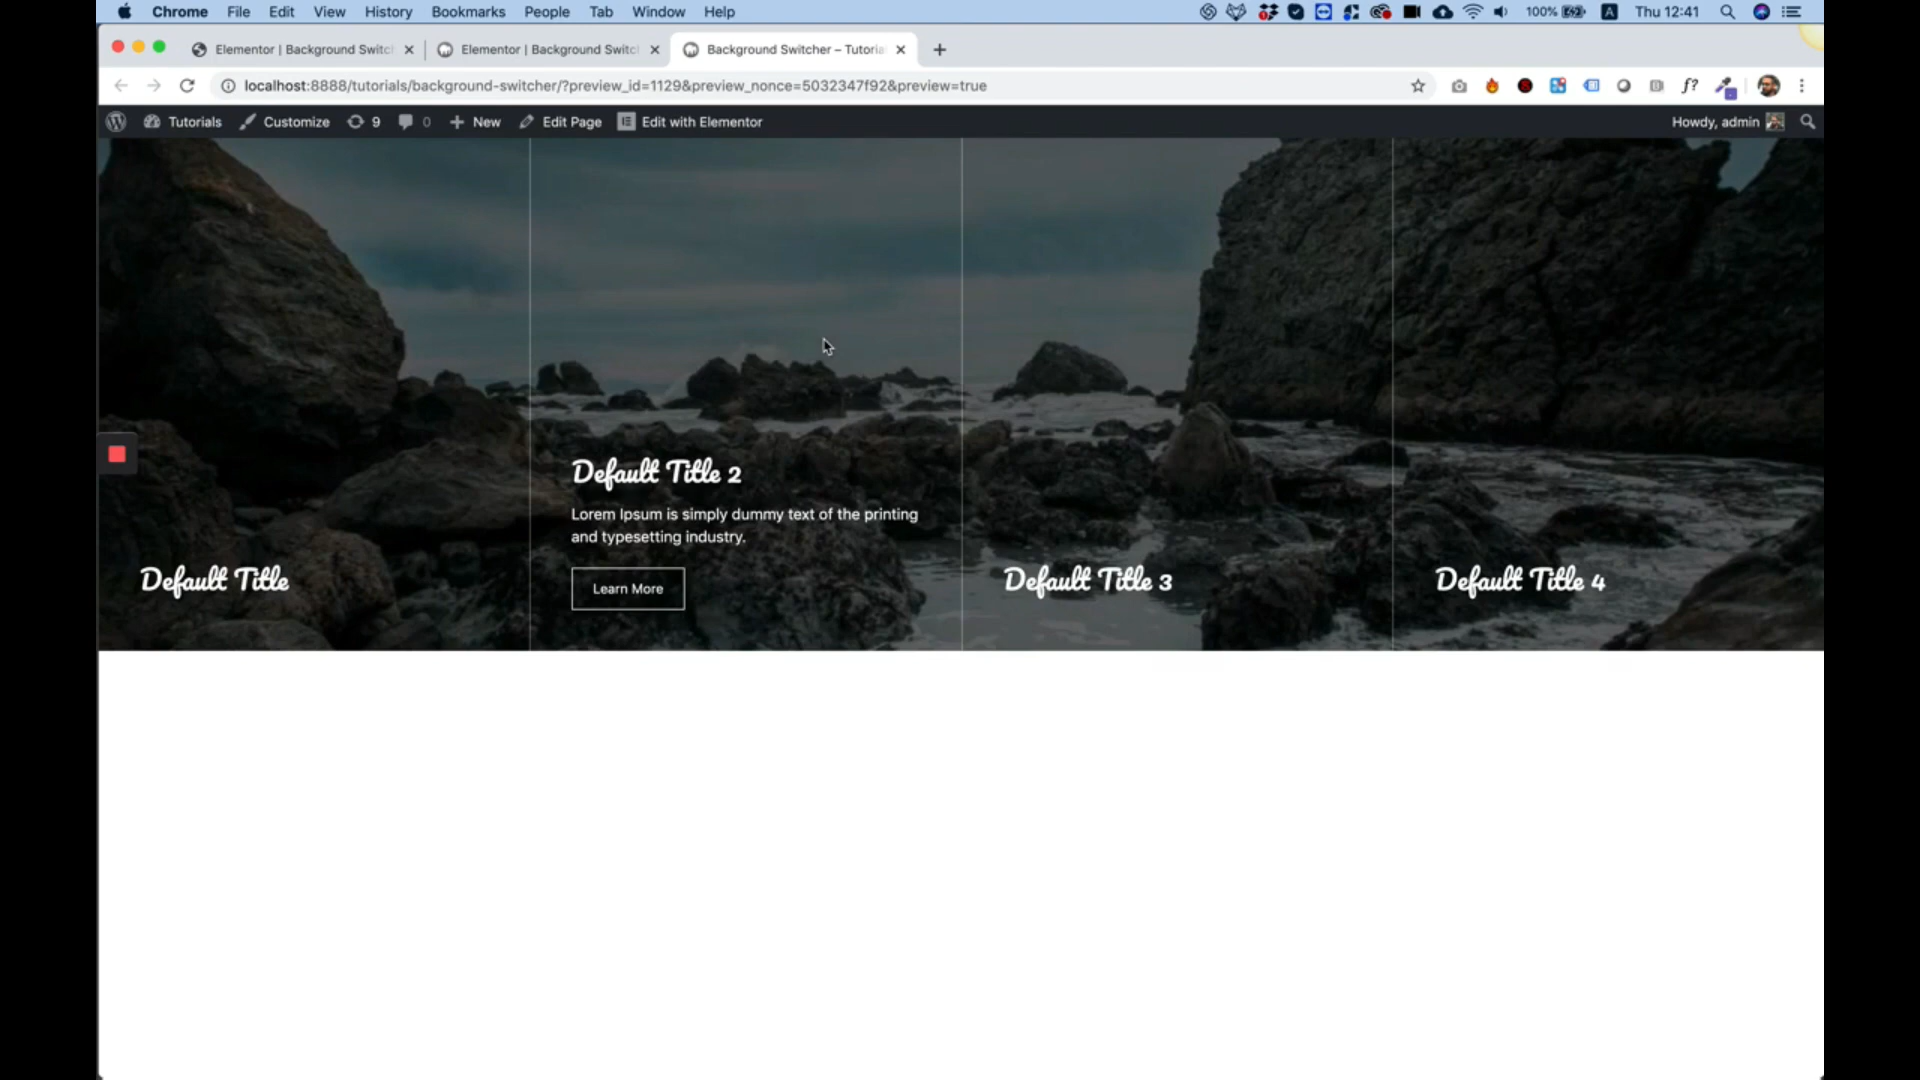 Chrome File Edit View History Bookmarks People Tab Window Help 100% A Thu 12:41
Elementor | Background Switc Elementor | Background Switc Background Switcher – Tutoria
localhost:8888/tutorials/background-switcher/?preview_id=1129&preview_nonce=5032347f92&preview=true f?
Tutorials Customize 9 0 New Edit Page Edit with Elementor Howdy, admin
Default Title 2
Lorem Ipsum is simply dummy text of the printing
and typesetting industry.
Default Title Learn More Default Title 3 Default Title 4